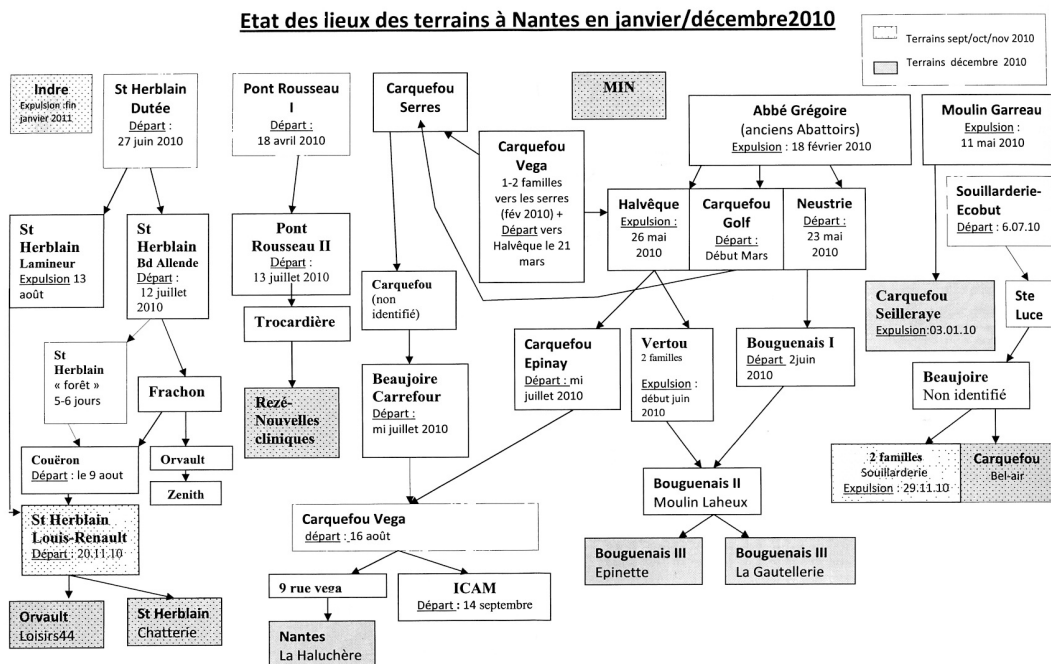 Etat des lieux des terrains à Nantes en janvier/décembre2010
Terrains sept/oct/nov 2010
Terrains décembre 2010
Indre
Expulsion :fin
janvier 2011
St Herblain
Dutée
Départ :
27 juin 2010
Pont Rousseau
I
Départ :
18 avril 2010
Carquefou
Serres
MIN
Abbé Grégoire
(anciens Abattoirs)
Expulsion : 18 février 2010
Moulin Garreau
Expulsion :
11 mai 2010
Carquefou
Vega
1-2 familles
vers les serres
(fév 2010) +
Départ vers
Halvêque le 21
mars
Halvêque
Expulsion :
26 mai
2010
Carquefou
Golf
Départ :
Début Mars
Neustrie
Départ :
23 mai
2010
Souillarderie-
Ecobut
Départ : 6.07.10
St
Herblain
Lamineur
Expulsion 13
août
St
Herblain
Bd Allende
Départ :
12 juillet
2010
Pont
Rousseau II
Départ :
13 juillet 2010
Carquefou
(non
identifié)
Trocardière
Carquefou
Seilleraye
Expulsion:03.01.10
Ste
Luce
St
Herblain
« forêt »
5-6 jours
Frachon
Rezé-
Nouvelles
cliniques
Beaujoire
Carrefour
Départ :
mi juillet 2010
Carquefou
Epinay
Départ : mi
juillet 2010
Vertou
2 familles
Expulsion :
début juin
2010
Bouguenais I
Départ 2juin
2010
Beaujoire
Non identifié
Couëron
Départ : le 9 aout
Orvault
Zenith
2 familles
Souillarderie
Expulsion : 29.11.10
Carquefou
Bel-air
Bouguenais II
Moulin Laheux
St Herblain
Louis-Renault
Départ : 20.11.10
Carquefou Vega
départ : 16 août
Bouguenais III
Epinette
Bouguenais III
La Gautellerie
9 rue vega
ICAM
Départ : 14 septembre
Orvault
Loisirs44
St Herblain
Chatterie
Nantes
La Haluchère